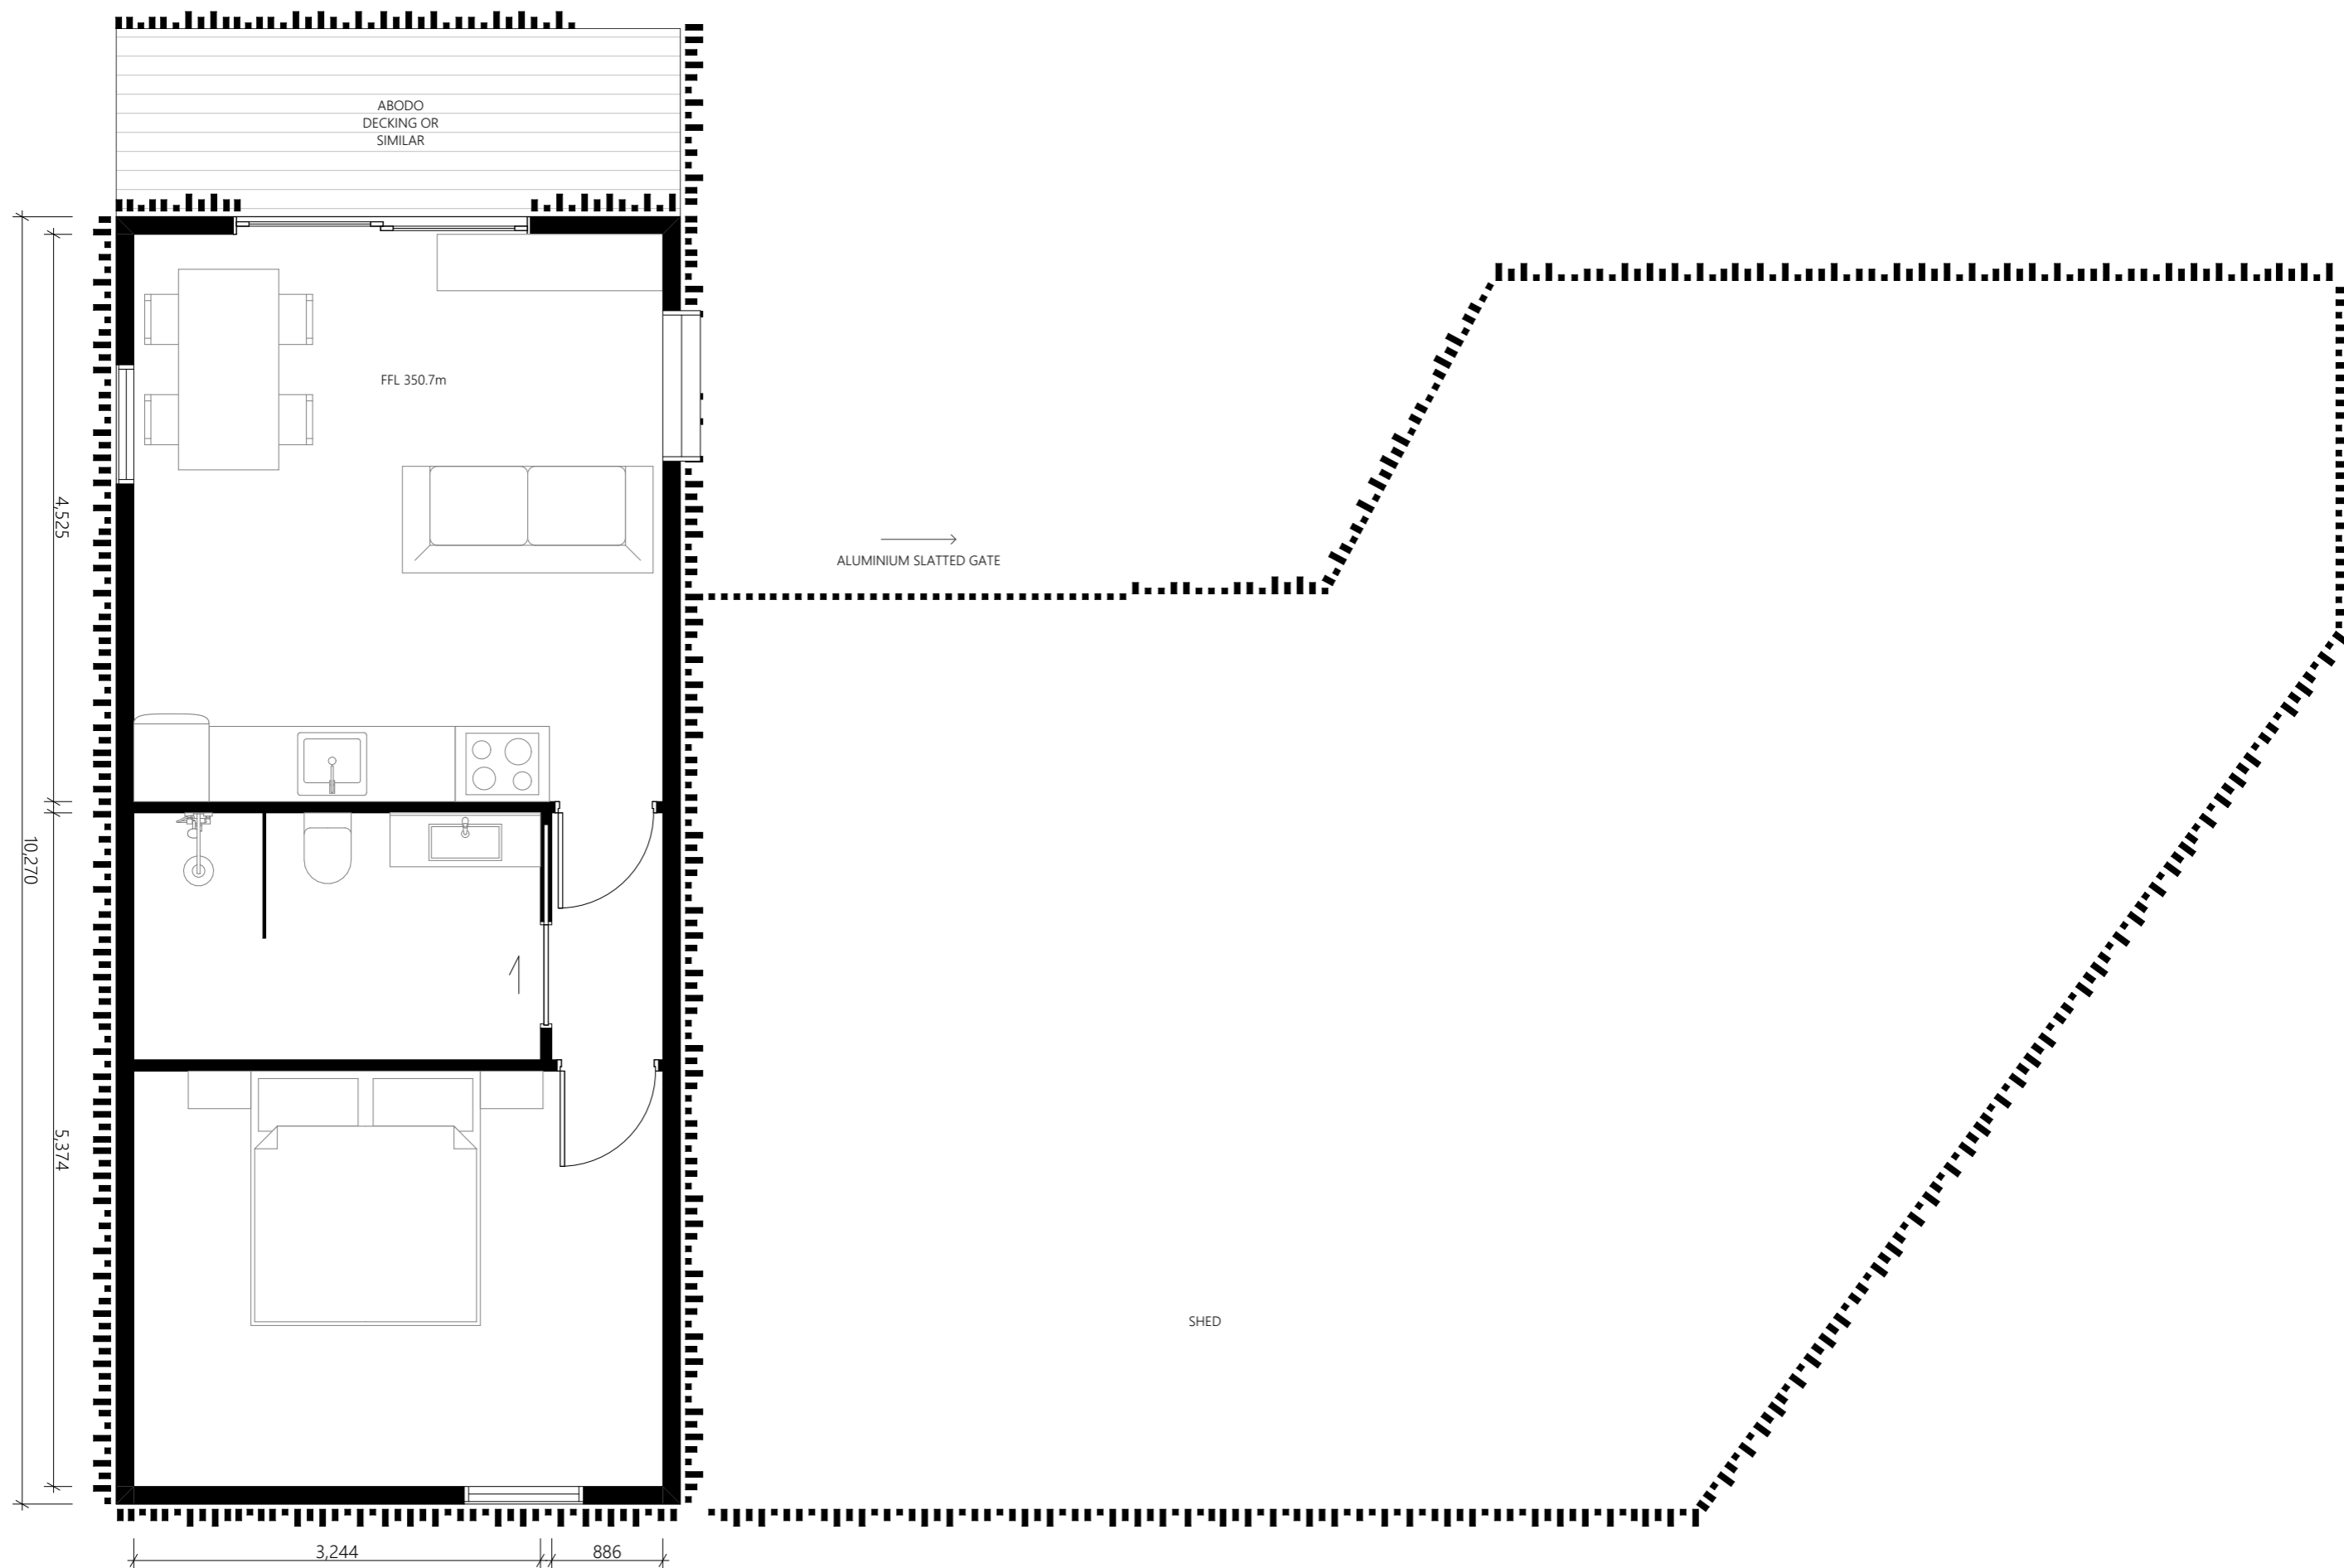 ABODO
DECKING OR
SIMILAR
FFL 350.7m
4,525
ALUMINIUM SLATTED GATE
10,270
5,374
SHED
3,244
886